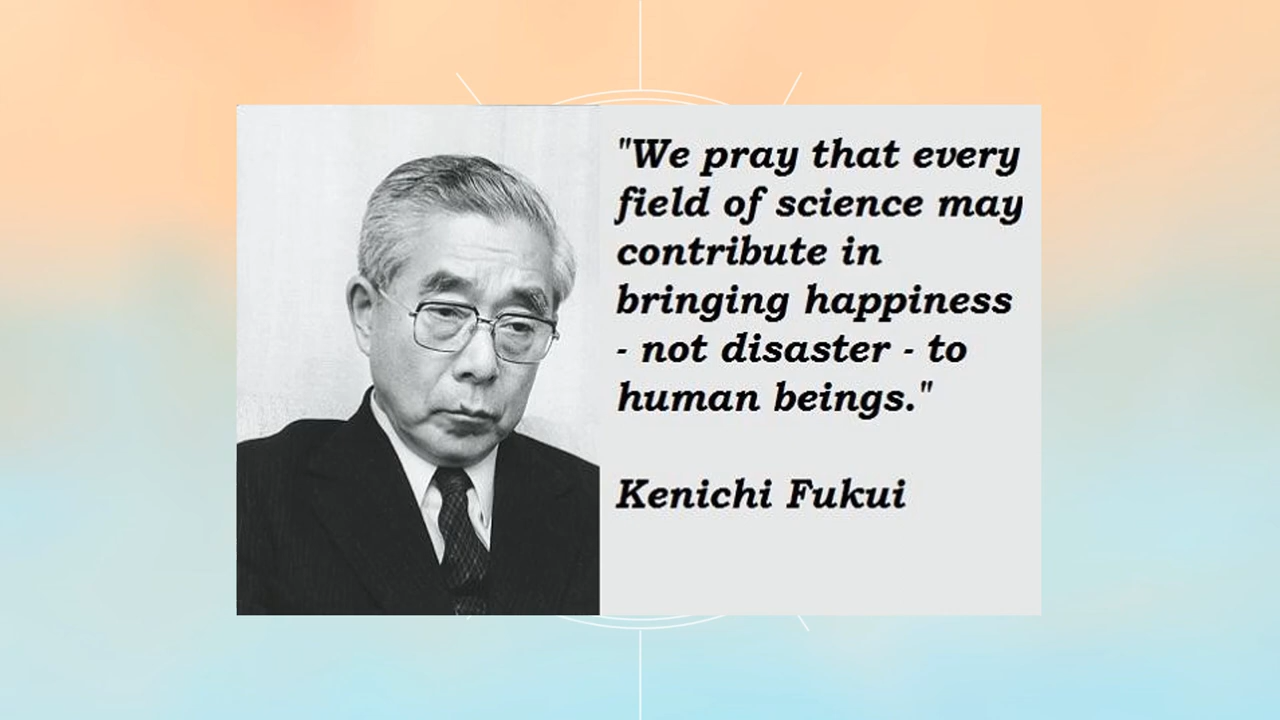 "We pray that every
field of science may
contribute in
bringing happiness
- not disaster - to
human beings."
Kenichi Fukui